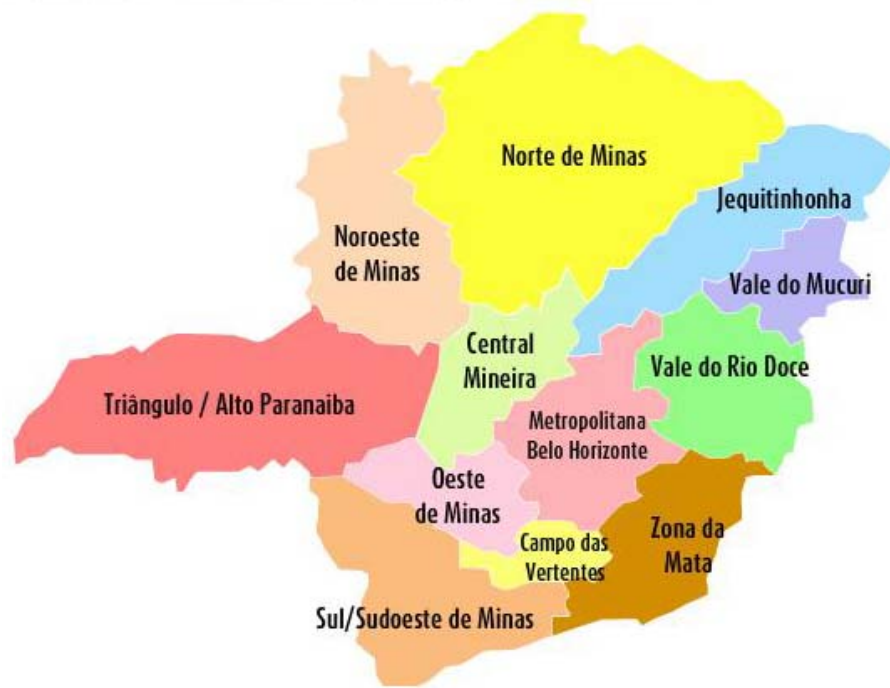 Norte de Minas
Jequitinhonha
Noroeste
de Minas
Vale do Mucuri
Central
Mineira
Vale do Rio Doce
Triângulo / Alto Paranaiba
Metropolitana
Belo Horizonte
Oeste
de Minas
Zona da
Mata
Campo das
Vertentes
Sul/Sudoeste de Minas